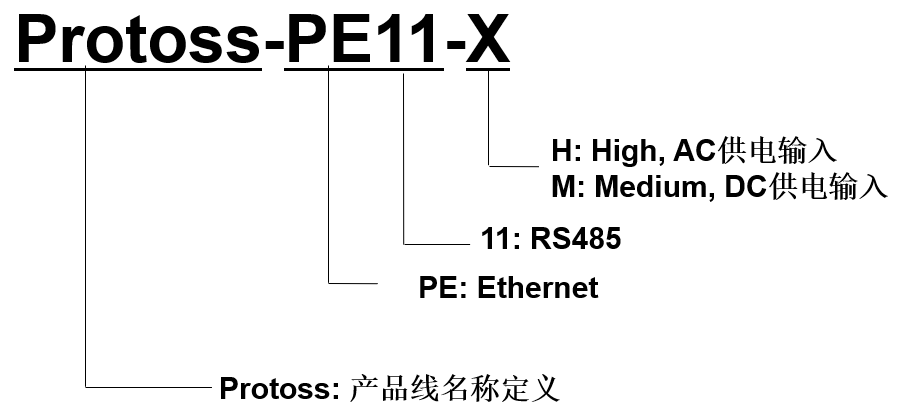 Protoss-PE11-X
H: High, AC供电输入
M: Medium, DC供电输入
11: RS485
PE: Ethernet
Protoss: 产品线名称定义